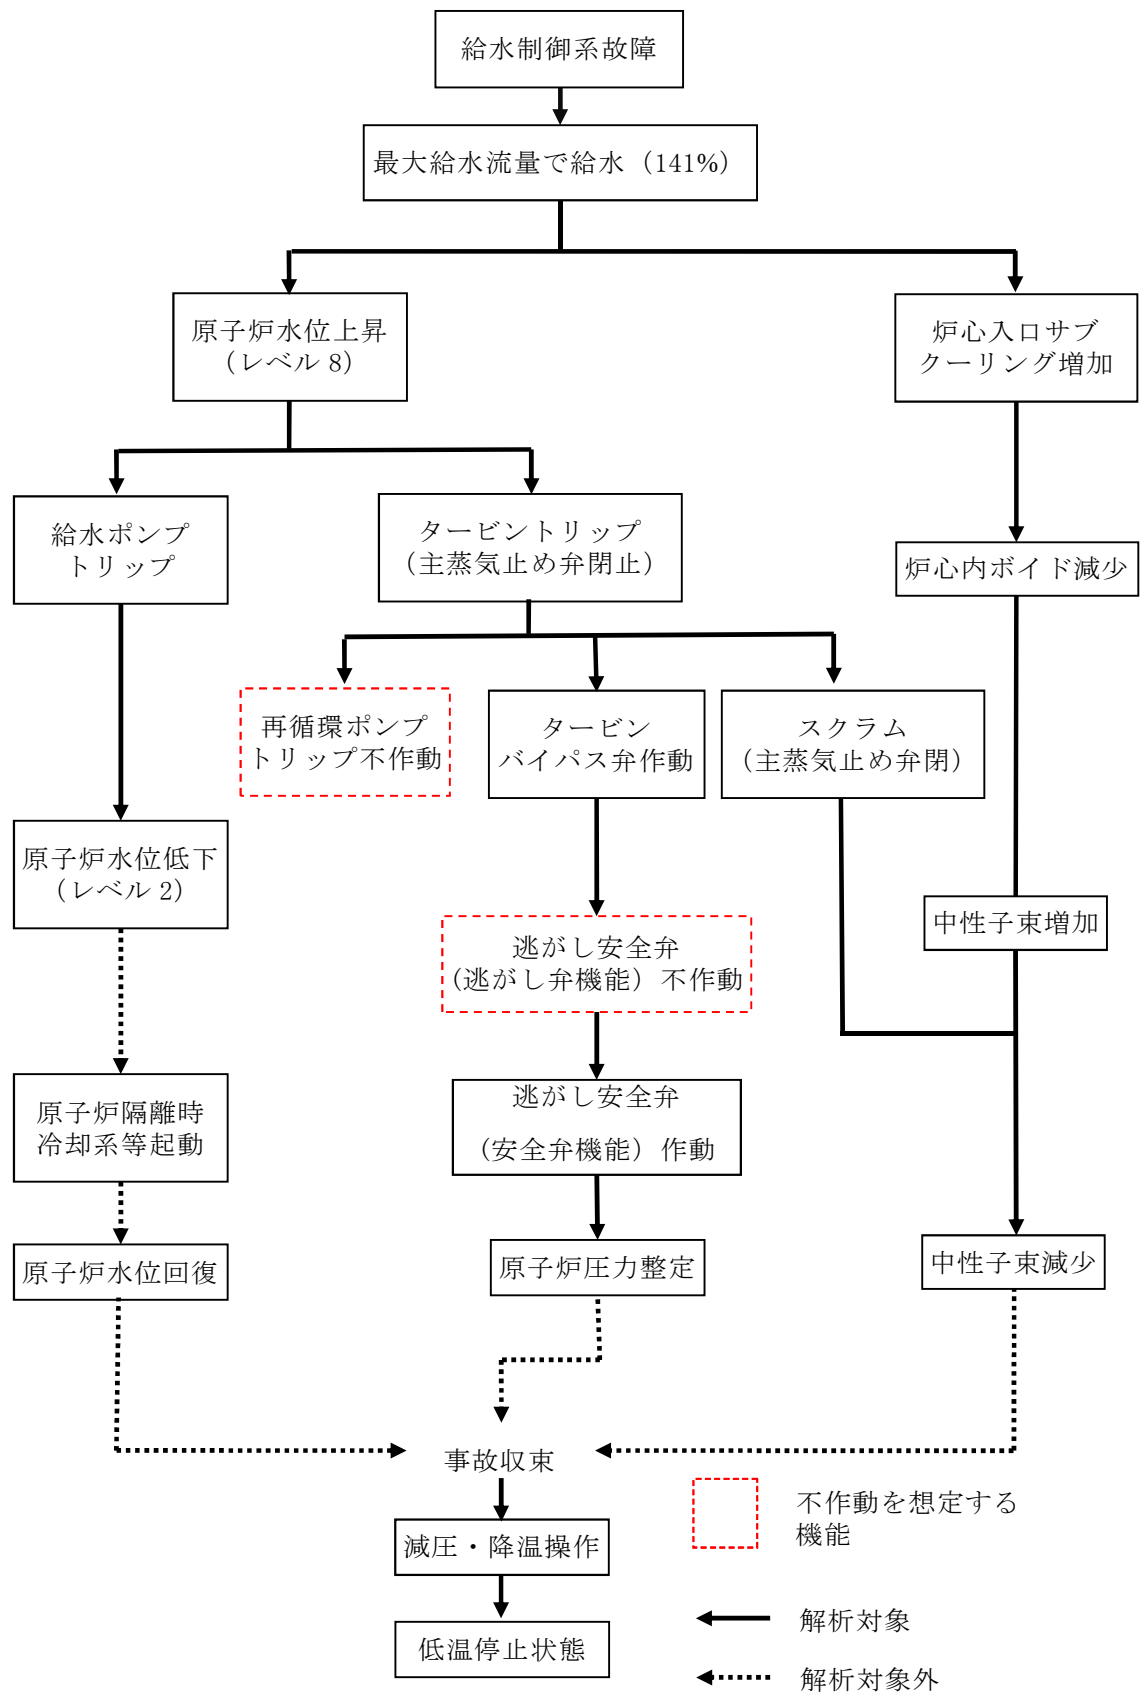 給水制御系故障
最大給水流量で給水（141%）
原子炉水位上昇
（レベル 8）
炉心入口サブ
クーリング増加
給水ポンプ
トリップ
タービントリップ
（主蒸気止め弁閉止）
炉心内ボイド減少
再循環ポンプ
トリップ不作動
タービン
バイパス弁作動
スクラム
（主蒸気止め弁閉）
原子炉水位低下
（レベル 2）
中性子束増加
逃がし安全弁
（逃がし弁機能）不作動
原子炉隔離時
冷却系等起動
逃がし安全弁
（安全弁機能）作動
原子炉水位回復
原子炉圧力整定
中性子束減少
事故収束
減圧・降温操作
低温停止状態
不作動を想定する
機能
解析対象
解析対象外